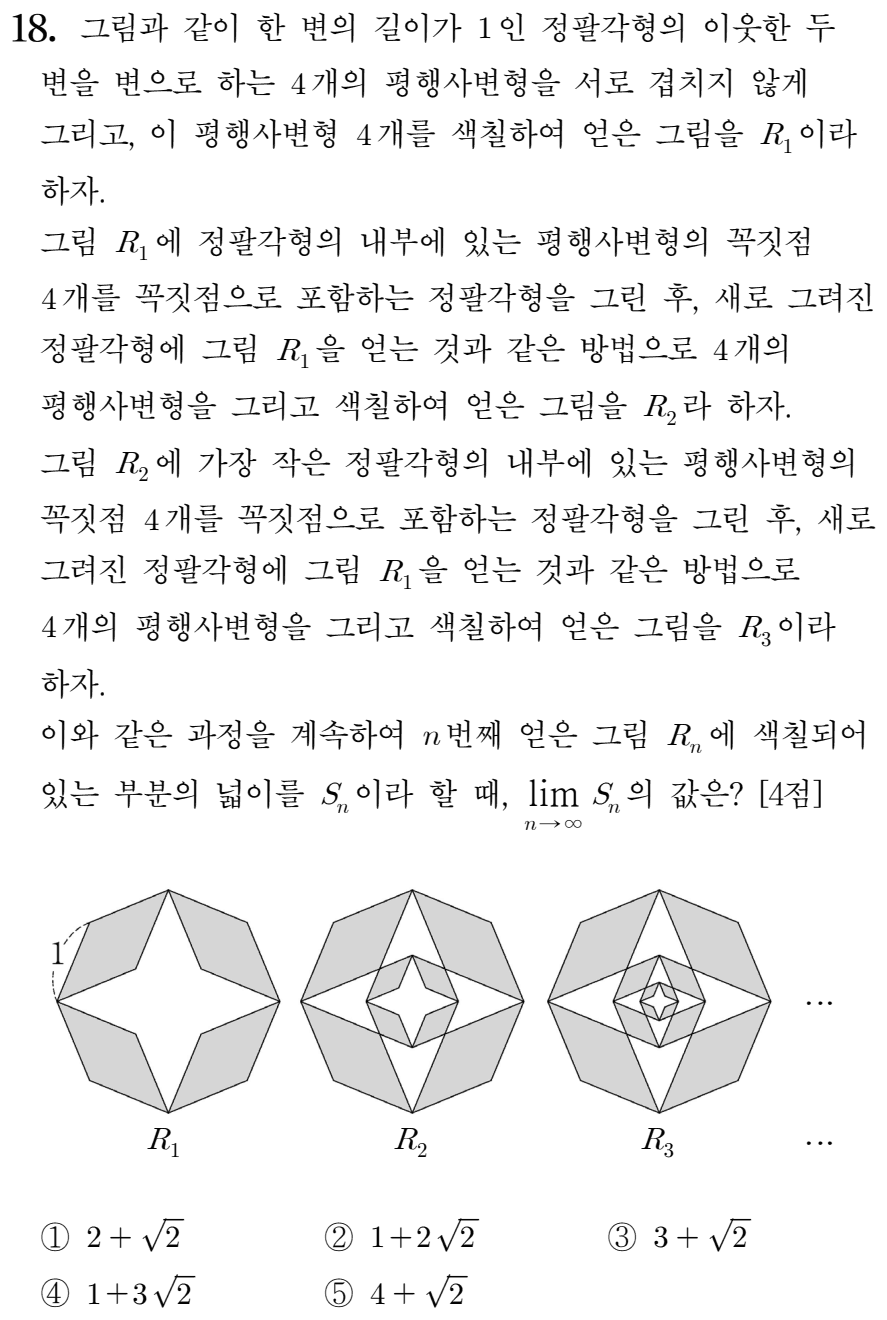 18. 그림과 같이 한 변의 길이가 1인 정팔각형의 이웃한 두
변을 변으로 하는 4개의 평행사변형을 서로 겹치지 않게
그리고, 이 평행사변형 4개를 색칠하여 얻은 그림을 R₁이라
하자.
그림 R₁에 정팔각형의 내부에 있는 평행사변형의 꼭짓점
4개를 꼭짓점으로 포함하는 정팔각형을 그린 후, 새로 그려진
정팔각형에 그림 R₁을 얻는 것과 같은 방법으로 4개의
평행사변형을 그리고 색칠하여 얻은 그림을 R₂라 하자.
그림 R₂에 가장 작은 정팔각형의 내부에 있는 평행사변형의
꼭짓점 4개를 꼭짓점으로 포함하는 정팔각형을 그린 후, 새로
그려진 정팔각형에 그림 R₁을 얻는 것과 같은 방법으로
4개의 평행사변형을 그리고 색칠하여 얻은 그림을 R₃이라
하자.
이와 같은 과정을 계속하여 n번째 얻은 그림 Rₙ에 색칠되어
있는 부분의 넓이를 Sₙ이라 할 때, lim n→∞ Sₙ의 값은? [4점]
1
⋯
R₁ R₂ R₃ ⋯
① 2+√2 ② 1+2√2 ③ 3+√2
④ 1+3√2 ⑤ 4+√2